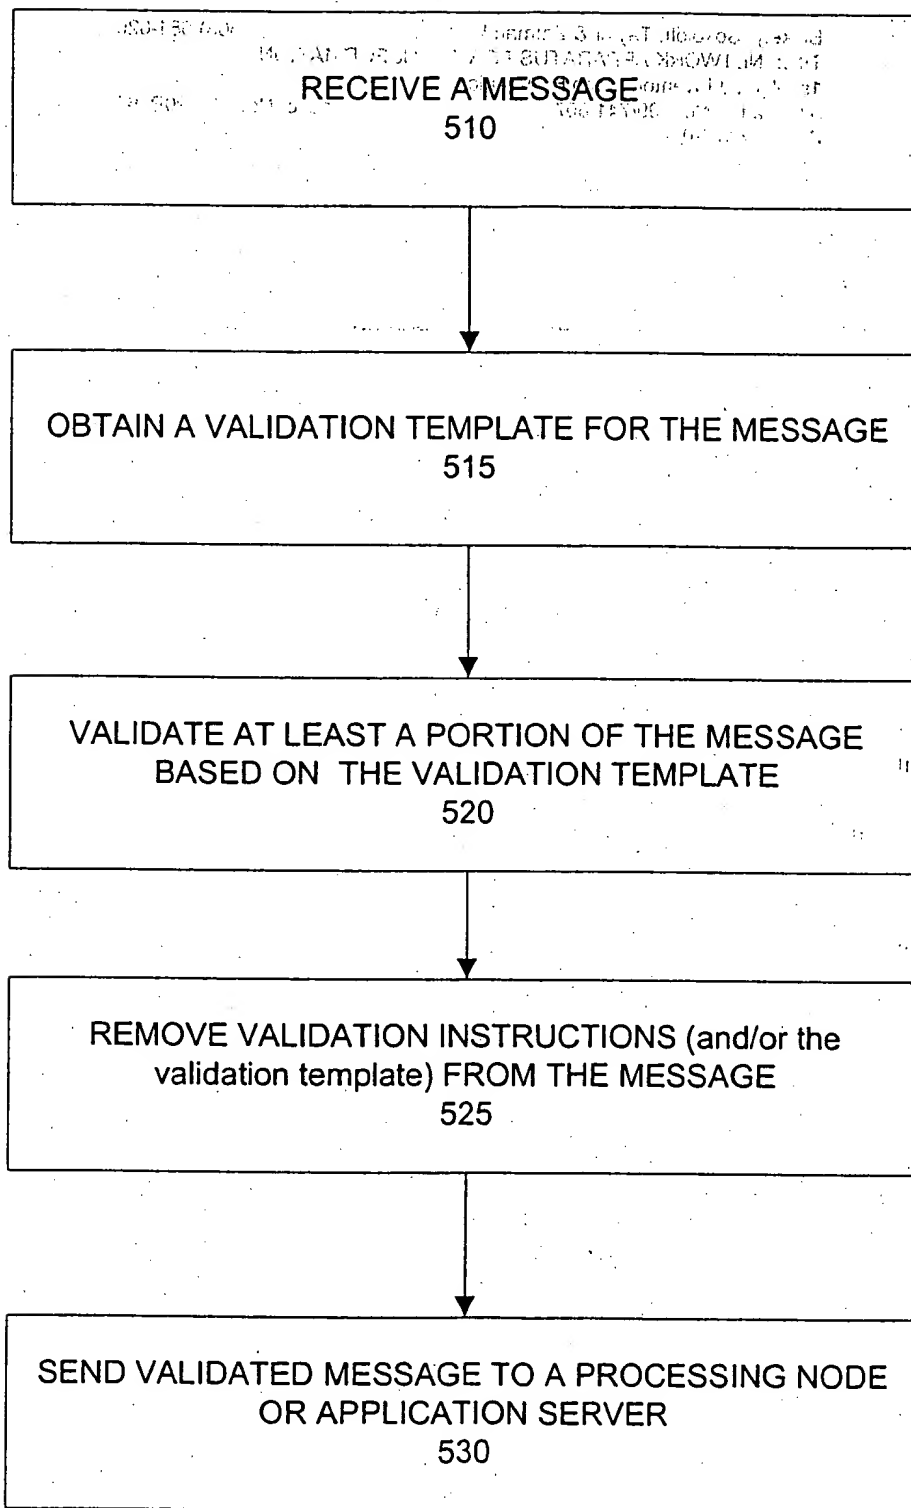 RECEIVE A MESSAGE
510
OBTAIN A VALIDATION TEMPLATE FOR THE MESSAGE
515
VALIDATE AT LEAST A PORTION OF THE MESSAGE
BASED ON THE VALIDATION TEMPLATE
520
REMOVE VALIDATION INSTRUCTIONS (and/or the
validation template) FROM THE MESSAGE
525
SEND VALIDATED MESSAGE TO A PROCESSING NODE
OR APPLICATION SERVER
530